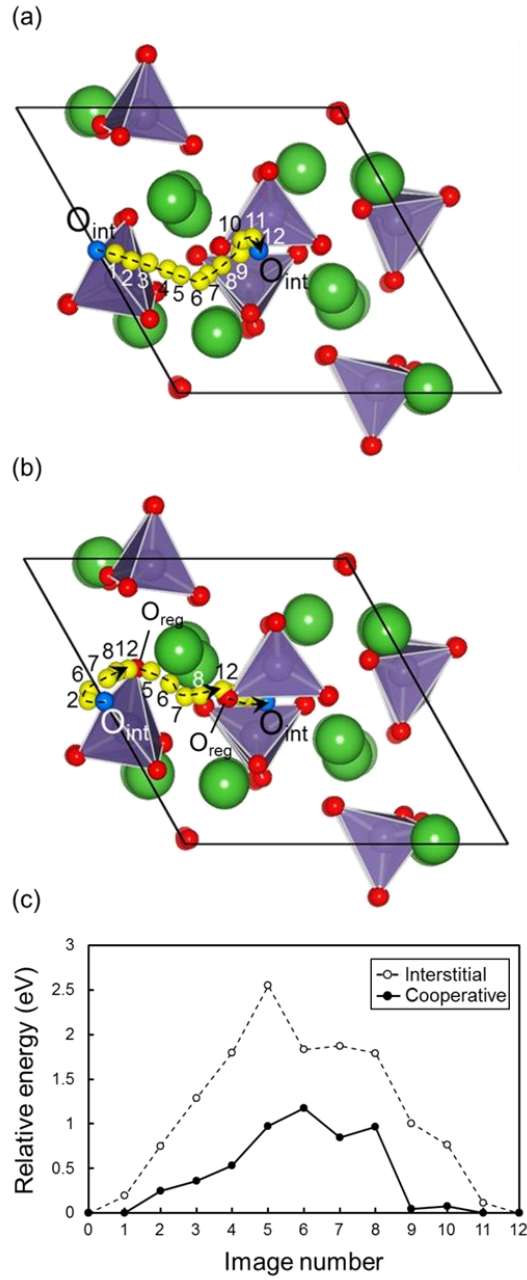 (a)
O int
1 2 3 4 5 6 7 8 9 10 11 12
O int
(b)
O reg
2 6 7 8 12
5 6 7 8 12
O int
O reg
O int
(c)
3
2.5
2
1.5
1
0.5
0
Relative energy (eV)
Interstitial
Cooperative
0 1 2 3 4 5 6 7 8 9 10 11 12
Image number